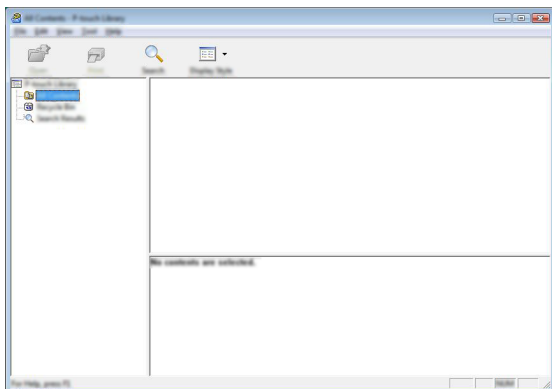 All Contents - P-touch Library
File Edit View Tool Help
Open Print Search Display Style
P-touch Library
All Contents
Recycle Bin
Search Results
No contents are selected.
For Help, press F1
NUM